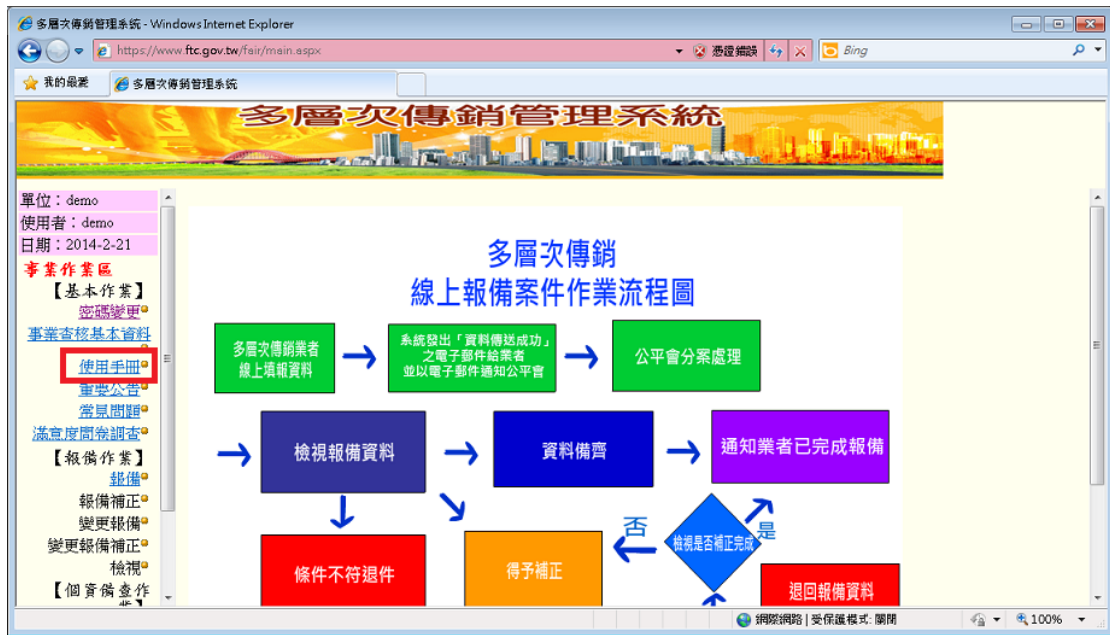 多層次傳銷管理系統 - Windows Internet Explorer
https://www.ftc.gov.tw/fair/main.aspx
憑證錯誤
Bing
我的最愛
多層次傳銷管理系統
多層次傳銷管理系統
單位：demo
使用者：demo
日期：2014-2-21
事業作業區
【基本作業】
密碼變更
事業查核基本資料
使用手冊
重要公告
常見問題
滿意度問卷調查
【報備作業】
報備
報備補正
變更報備
變更報備補正
檢視
【個資備查作
業】
多層次傳銷
線上報備案件作業流程圖
多層次傳銷業者
線上填報資料
系統發出「資料傳送成功」
之電子郵件給業者
並以電子郵件通知公平會
公平會分案處理
檢視報備資料
資料備齊
通知業者已完成報備
條件不符退件
得予補正
否
檢視是否補正完成
是
退回報備資料
網際網路 | 受保護模式: 關閉
100%